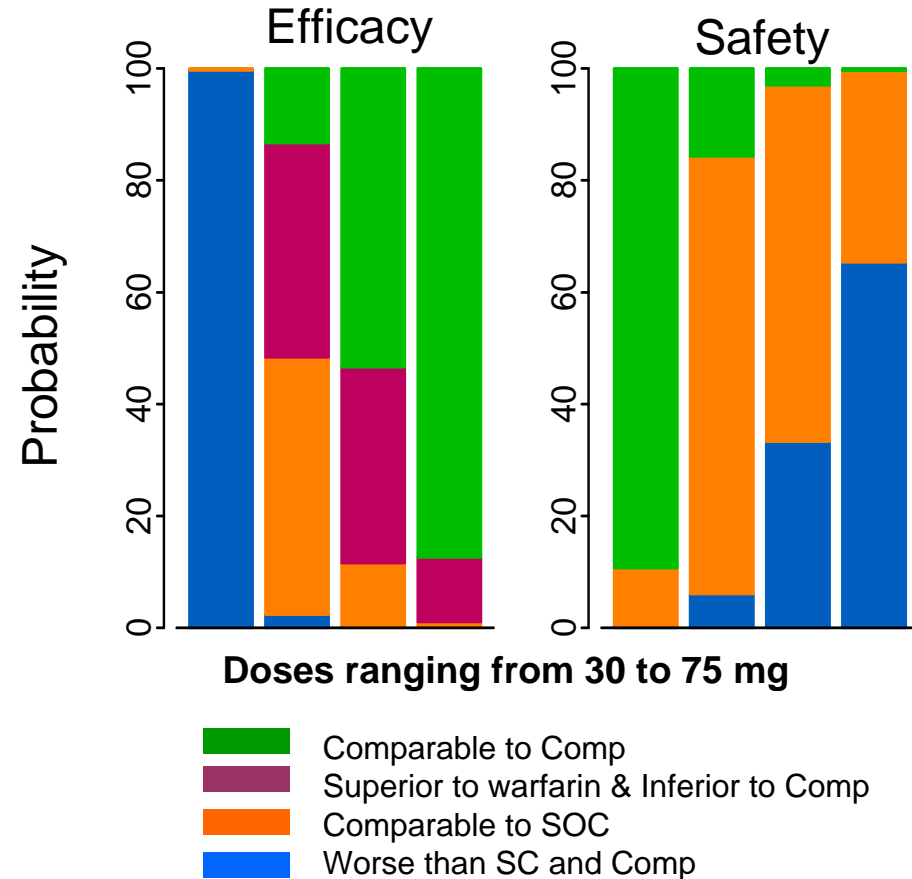 Efficacy
Safety
Probability
100
80
60
40
20
0
100
80
60
40
20
0
Doses ranging from 30 to 75 mg
Comparable to Comp
Superior to warfarin & Inferior to Comp
Comparable to SOC
Worse than SC and Comp